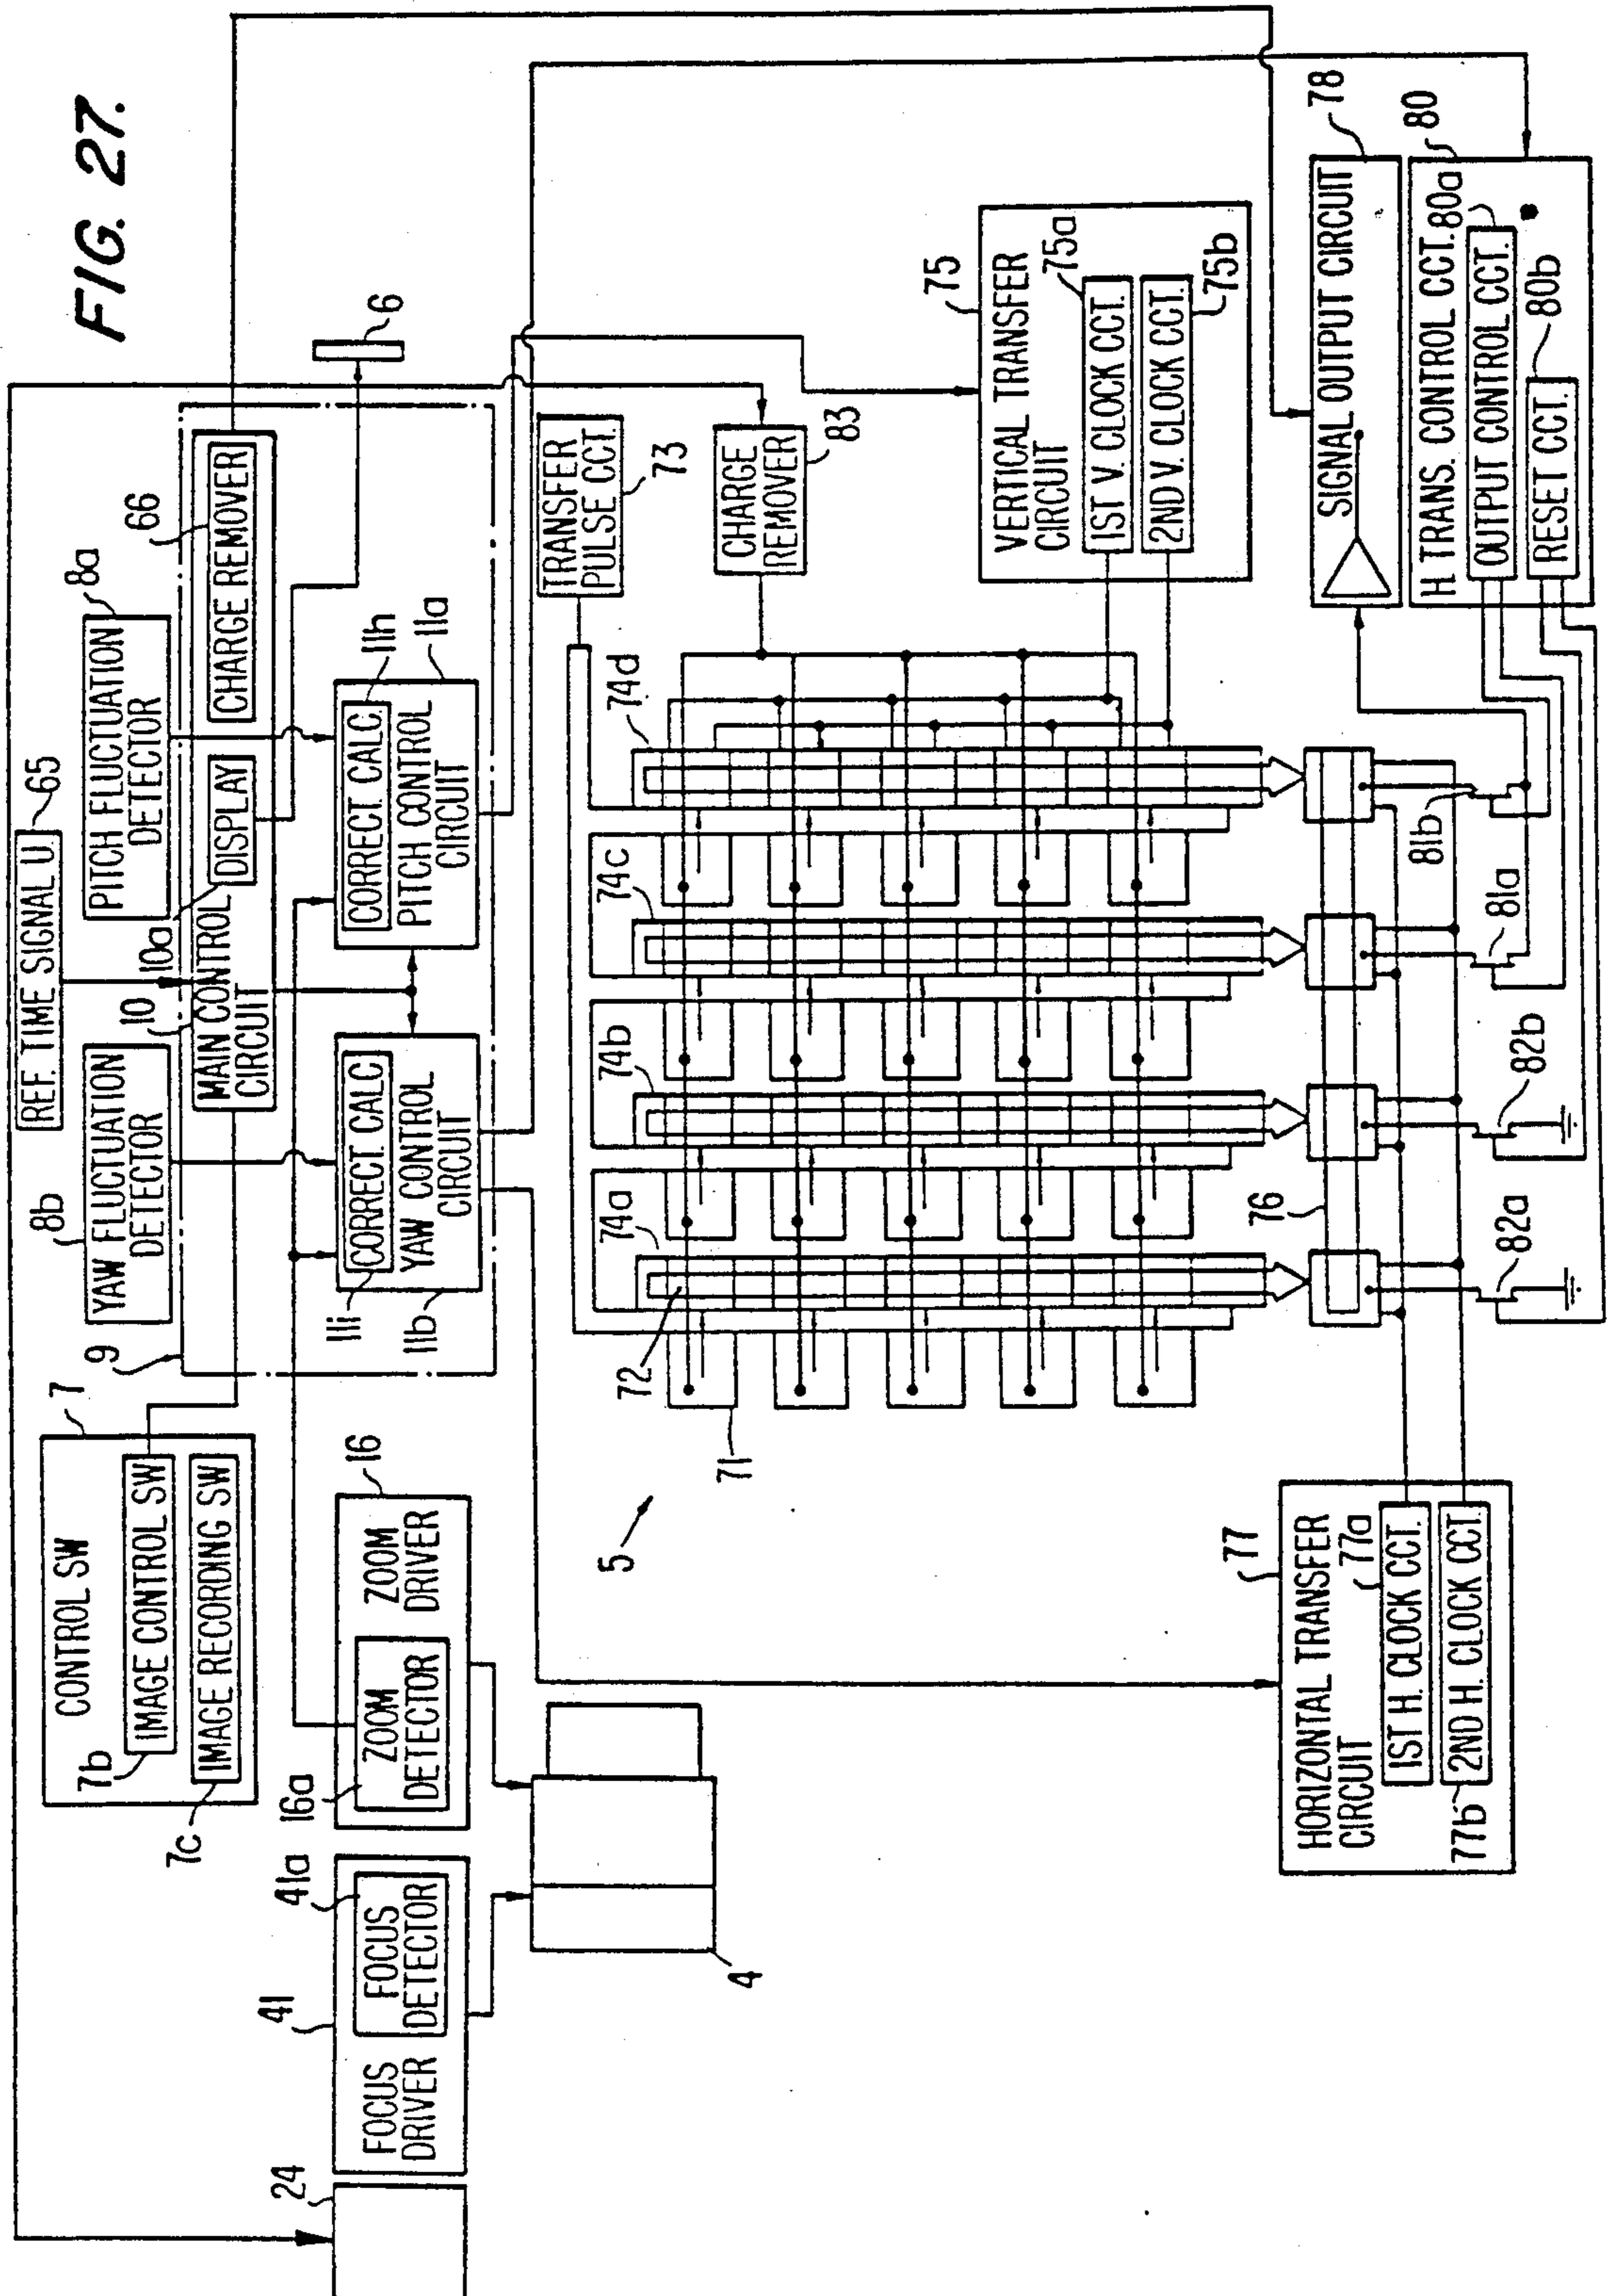 FIG. 27.
REF. TIME SIGNAL U.
65
YAW FLUCTUATION
DETECTOR
8b
PITCH FLUCTUATION
DETECTOR
8a
66
9
10
10a
MAIN CONTROL
CIRCUIT
DISPLAY
CHARGE REMOVER
6
7
CONTROL SW
7b
IMAGE CONTROL SW
7c
IMAGE RECORDING SW
11i
CORRECT. CALC
YAW CONTROL
CIRCUIT
11b
CORRECT. CALC.
11h
PITCH CONTROL
CIRCUIT
11a
24
41
FOCUS
DRIVER
41a
FOCUS
DETECTOR
16
16a
ZOOM
DETECTOR
ZOOM
DRIVER
4
TRANSFER
PULSE CCT.
73
CHARGE
REMOVER
83
5
71
72
74a
74b
74c
74d
75
VERTICAL TRANSFER
CIRCUIT
75a
1ST V. CLOCK CCT.
2ND V. CLOCK CCT.
75b
76
77
HORIZONTAL TRANSFER
CIRCUIT
77a
1ST H. CLOCK CCT.
2ND H. CLOCK CCT.
77b
82a
82b
81a
81b
SIGNAL OUTPUT CIRCUIT
78
H. TRANS. CONTROL CCT.
80
80a
OUTPUT CONTROL CCT.
RESET CCT.
80b